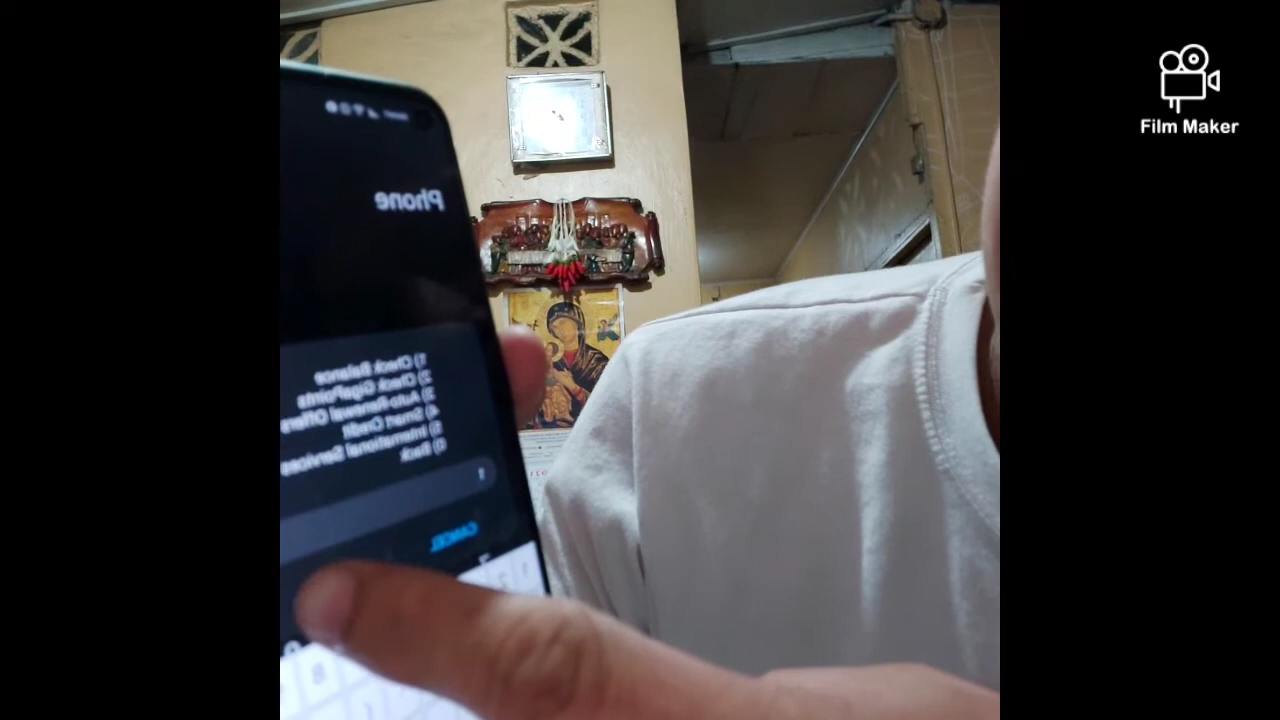 Film Maker
Phone
1) Check Balance
2) Check GigaPoints
3) Auto-Renewal Offers
4) Smart Credit
5) International Services
0) Back
1
CANCEL